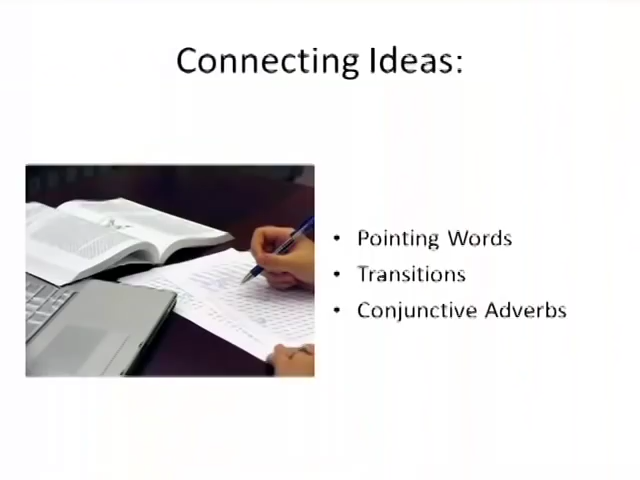 Connecting Ideas:
• Pointing Words
• Transitions
• Conjunctive Adverbs